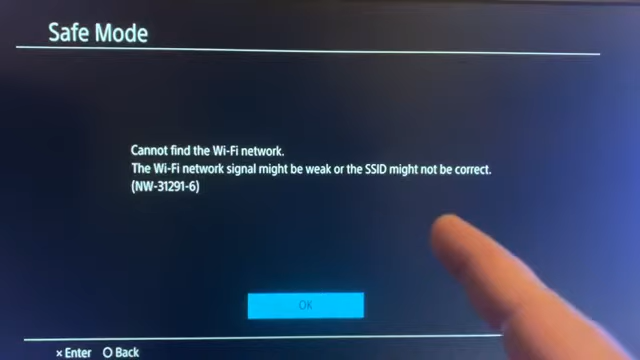 Safe Mode
Cannot find the Wi-Fi network.
The Wi-Fi network signal might be weak or the SSID might not be correct.
(NW-31291-6)
OK
× Enter ○ Back